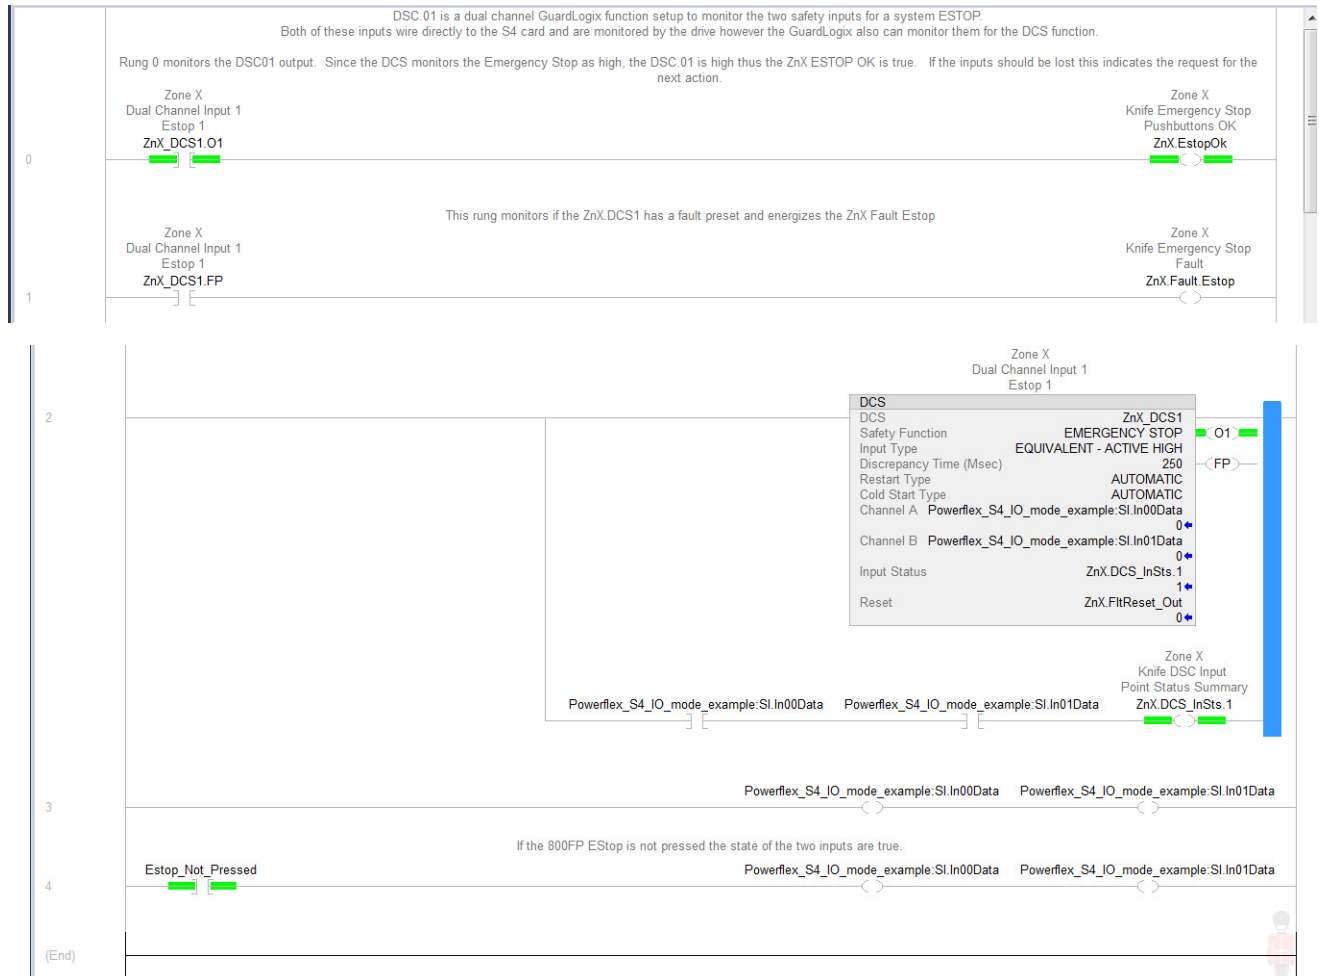 DSC.01 is a dual channel GuardLogix function setup to monitor the two safety inputs for a system ESTOP.
Both of these inputs wire directly to the S4 card and are monitored by the drive however the GuardLogix also can monitor them for the DCS function.
Rung 0 monitors the DSC01 output. Since the DCS monitors the Emergency Stop as high, the DSC.01 is high thus the ZnX ESTOP OK is true. If the inputs should be lost this indicates the request for the
next action.
Zone X
Dual Channel Input 1
Estop 1
ZnX_DCS1.O1
Zone X
Knife Emergency Stop
Pushbuttons OK
ZnX.EstopOk
0
This rung monitors if the ZnX.DCS1 has a fault preset and energizes the ZnX Fault Estop
Zone X
Dual Channel Input 1
Estop 1
ZnX_DCS1.FP
Zone X
Knife Emergency Stop
Fault
ZnX.Fault.Estop
1
Zone X
Dual Channel Input 1
Estop 1
2
DCS
DCS ZnX_DCS1
Safety Function EMERGENCY STOP
Input Type EQUIVALENT - ACTIVE HIGH
Discrepancy Time (Msec) 250
Restart Type AUTOMATIC
Cold Start Type AUTOMATIC
Channel A Powerflex_S4_IO_mode_example:SI.In00Data
0
Channel B Powerflex_S4_IO_mode_example:SI.In01Data
0
Input Status ZnX.DCS_InSts.1
1
Reset ZnX.FltReset_Out
0
O1
FP
Zone X
Knife DSC Input
Point Status Summary
Powerflex_S4_IO_mode_example:SI.In00Data Powerflex_S4_IO_mode_example:SI.In01Data ZnX.DCS_InSts.1
Powerflex_S4_IO_mode_example:SI.In00Data Powerflex_S4_IO_mode_example:SI.In01Data
3
If the 800FP EStop is not pressed the state of the two inputs are true.
Estop_Not_Pressed Powerflex_S4_IO_mode_example:SI.In00Data Powerflex_S4_IO_mode_example:SI.In01Data
4
(End)